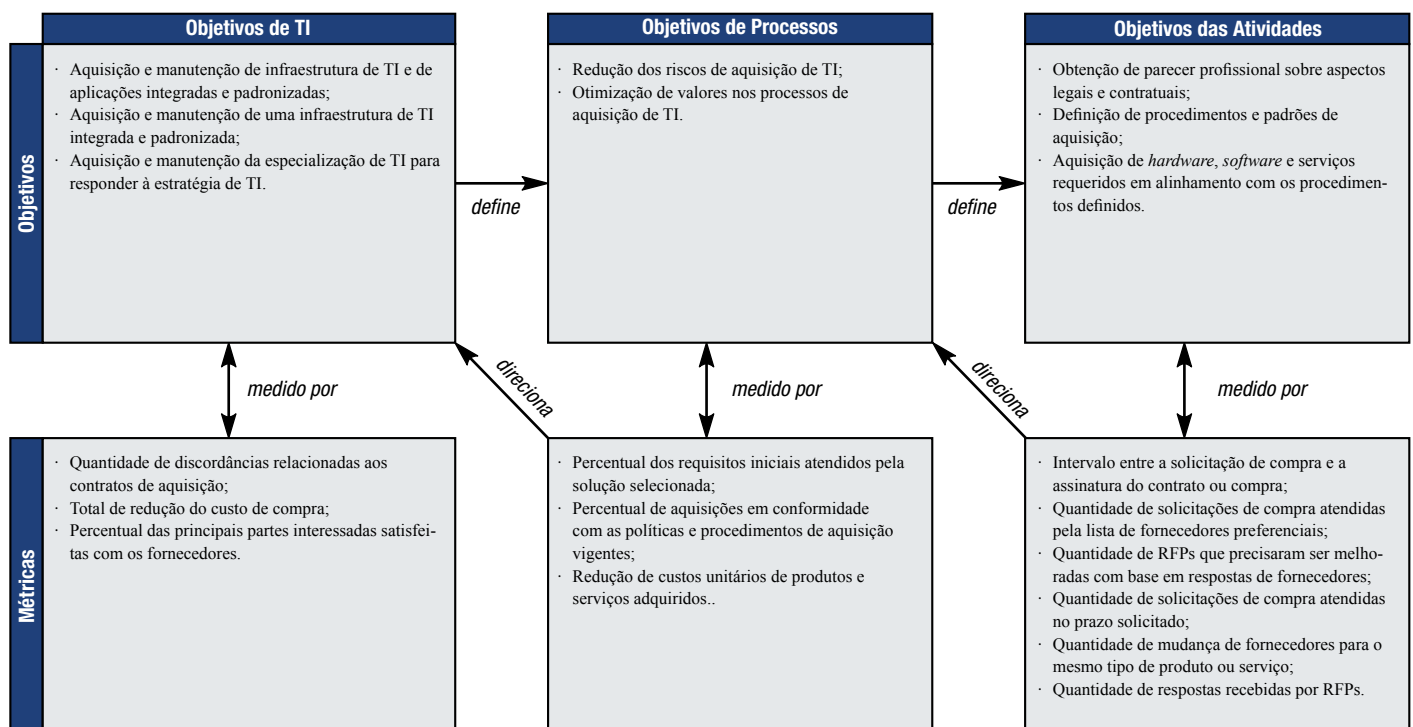 Objetivos de TI
Objetivos de Processos
Objetivos das Atividades
Objetivos
· Aquisição e manutenção de infraestrutura de TI e de
aplicações integradas e padronizadas;
· Aquisição e manutenção de uma infraestrutura de TI
integrada e padronizada;
· Aquisição e manutenção da especialização de TI para
responder à estratégia de TI.
define
· Redução dos riscos de aquisição de TI;
· Otimização de valores nos processos de
aquisição de TI.
define
· Obtenção de parecer profissional sobre aspectos
legais e contratuais;
· Definição de procedimentos e padrões de
aquisição;
· Aquisição de hardware, software e serviços
requeridos em alinhamento com os procedimen-
tos definidos.
medido por
direciona
medido por
direciona
medido por
Métricas
· Quantidade de discordâncias relacionadas aos
contratos de aquisição;
· Total de redução do custo de compra;
· Percentual das principais partes interessadas satisfei-
tas com os fornecedores.
· Percentual dos requisitos iniciais atendidos pela
solução selecionada;
· Percentual de aquisições em conformidade
com as políticas e procedimentos de aquisição
vigentes;
· Redução de custos unitários de produtos e
serviços adquiridos..
· Intervalo entre a solicitação de compra e a
assinatura do contrato ou compra;
· Quantidade de solicitações de compra atendidas
pela lista de fornecedores preferenciais;
· Quantidade de RFPs que precisaram ser melho-
radas com base em respostas de fornecedores;
· Quantidade de solicitações de compra atendidas
no prazo solicitado;
· Quantidade de mudança de fornecedores para o
mesmo tipo de produto ou serviço;
· Quantidade de respostas recebidas por RFPs.